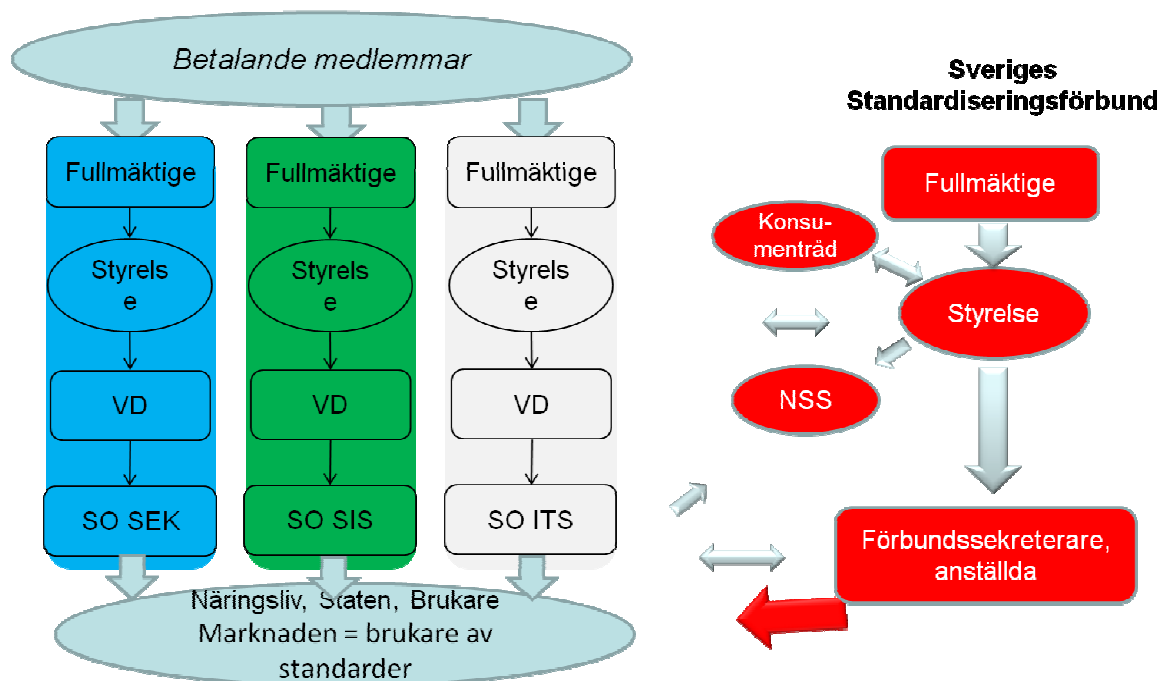 Betalande medlemmar
Sveriges
Standardiseringsförbund
Fullmäktige
Fullmäktige
Fullmäktige
Styrels
e
Styrels
e
Styrels
e
VD
VD
VD
SO SEK
SO SIS
SO ITS
Näringsliv, Staten, Brukare
Marknaden = brukare av
standarder
Fullmäktige
Konsu-
mentråd
Styrelse
NSS
Förbundssekreterare,
anställda